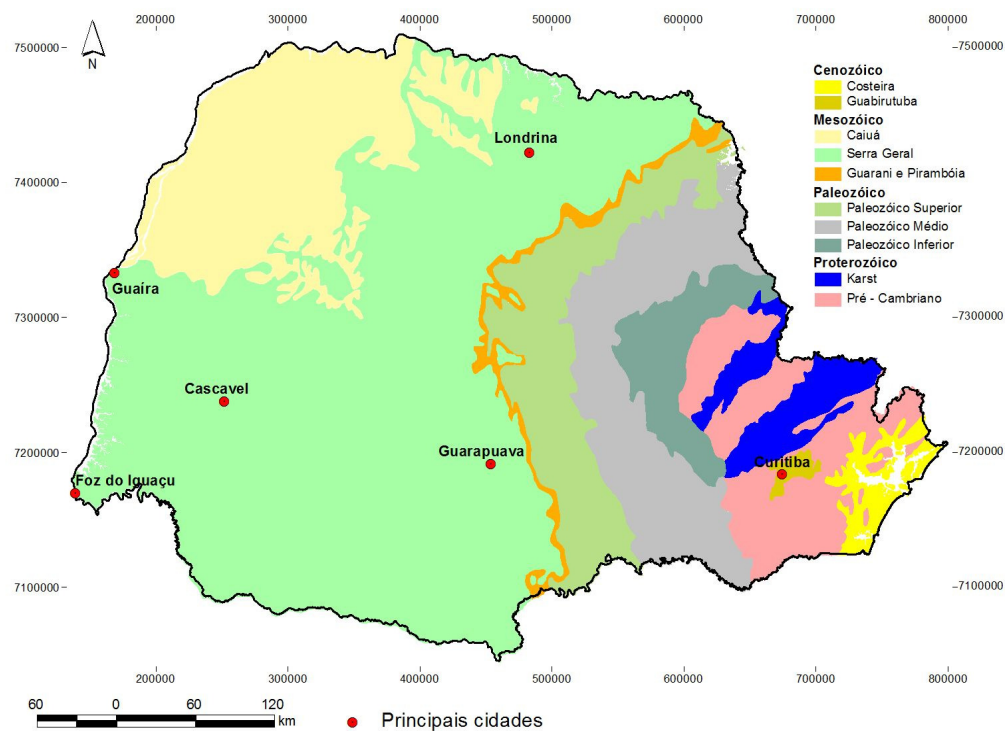 200000 300000 400000 500000 600000 700000 800000
7500000 7500000
N
Cenozóico
Costeira
Guabirutuba
Mesozóico
Caiuá
Serra Geral
Guarani e Pirambóia
Paleozóico
Paleozóico Superior
Paleozóico Médio
Paleozóico Inferior
Proterozóico
Karst
Pré - Cambriano
Londrina
7400000 7400000
Guaíra
7300000 7300000
Cascavel
Guarapuava
Curitiba
7200000 7200000
Foz do Iguaçu
7100000 7100000
200000 300000 400000 500000 600000 700000 800000
60 0 60 120
km
Principais cidades